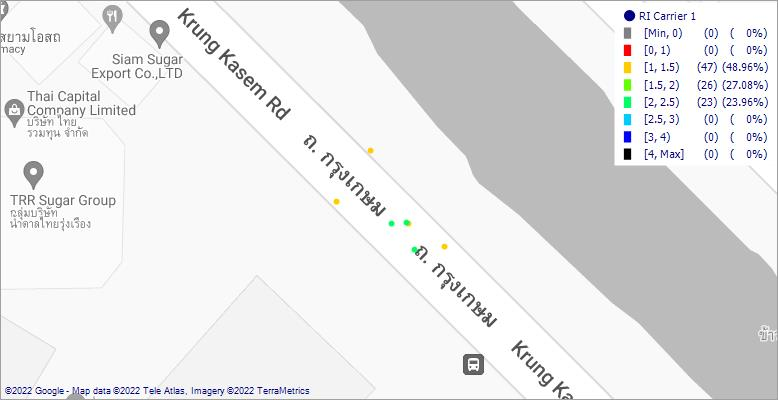 สยามโอสถ
macy
Siam Sugar
Export Co.,LTD
Thai Capital
Company Limited
บริษัท ไทย
รวมทุน จำกัด
TRR Sugar Group
กลุ่มบริษัท
น้ำตาลไทยรุ่งเรือง
Krung Kasem Rd
ถ. กรุงเกษม
ถ. กรุงเกษม
Krung Ka
ข้าว
RI Carrier 1
[Min, 0) (0) ( 0%)
[0, 1) (0) ( 0%)
[1, 1.5) (47) (48.96%)
[1.5, 2) (26) (27.08%)
[2, 2.5) (23) (23.96%)
[2.5, 3) (0) ( 0%)
[3, 4) (0) ( 0%)
[4, Max] (0) ( 0%)
©2022 Google - Map data ©2022 Tele Atlas, Imagery ©2022 TerraMetrics